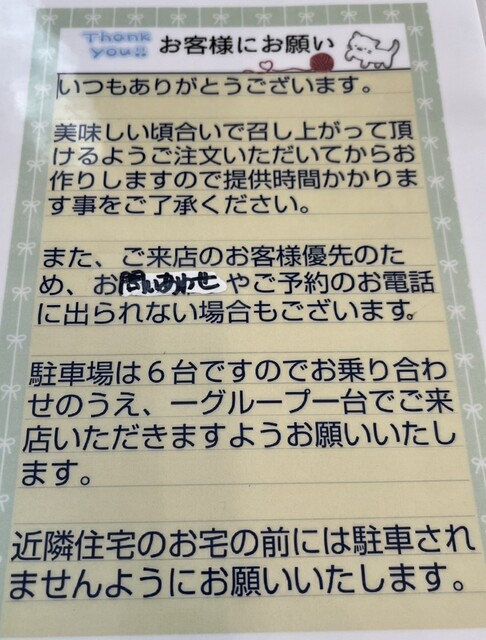 Thank you!! お客様にお願い
いつもありがとうございます。
美味しい頃合いで召し上がって頂
けるようご注文いただいてからお
作りしますので提供時間かかりま
す事をご了承ください。
また、ご来店のお客様優先のた
め、お問い合わせやご予約のお電話
に出られない場合もございます。
駐車場は６台ですのでお乗り合わ
せのうえ、一グループ一台でご来
店いただきますようお願いいたし
ます。
近隣住宅のお宅の前には駐車され
ませんようにお願いいたします。